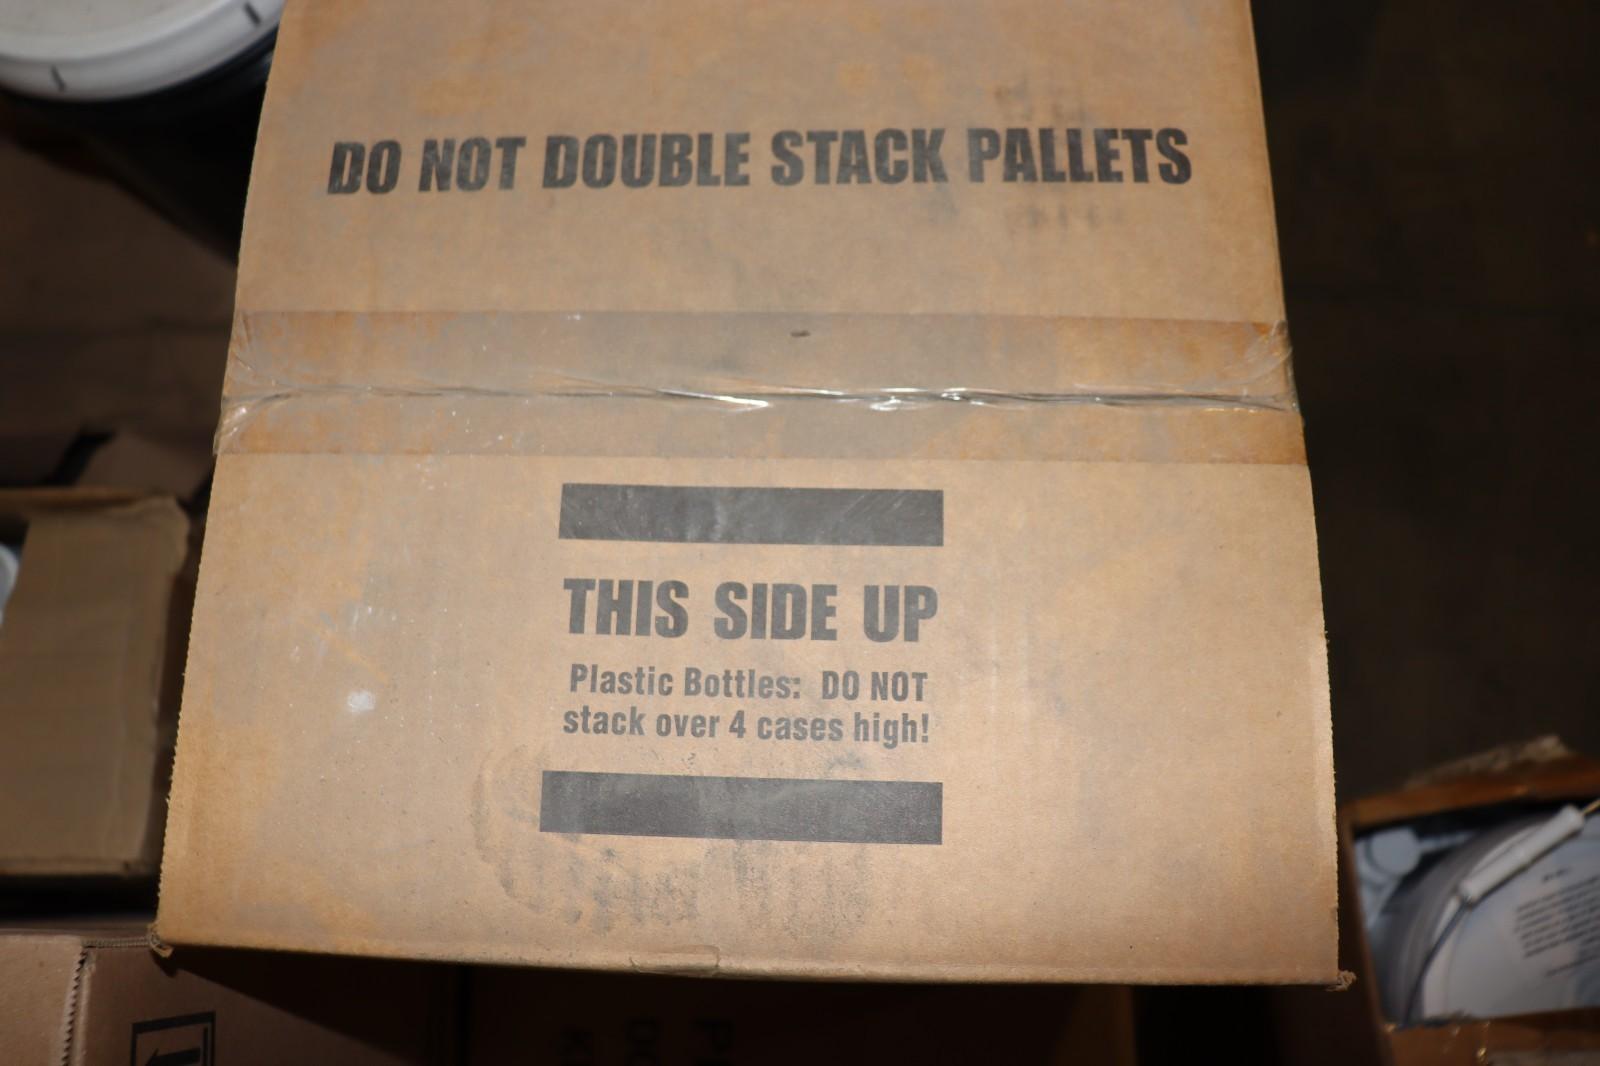 DO NOT DOUBLE STACK PALLETS
THIS SIDE UP
Plastic Bottles: DO NOT
stack over 4 cases high!